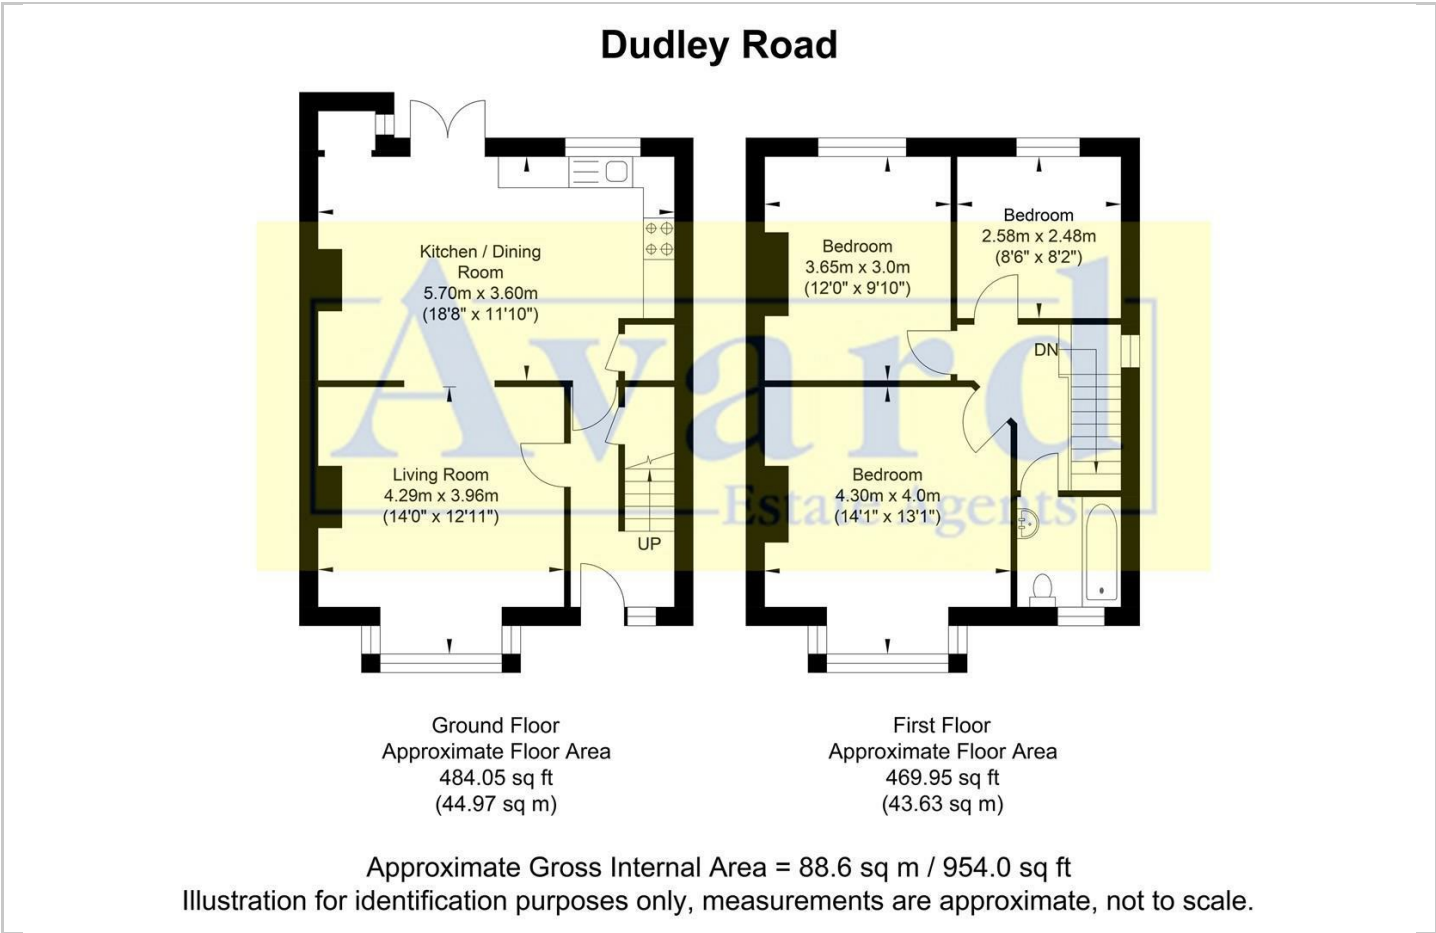 Dudley Road
Kitchen / Dining
Room
5.70m x 3.60m
(18'8" x 11'10")
Living Room
4.29m x 3.96m
(14'0" x 12'11")
UP
Bedroom
3.65m x 3.0m
(12'0" x 9'10")
Bedroom
2.58m x 2.48m
(8'6" x 8'2")
DN
Bedroom
4.30m x 4.0m
(14'1" x 13'1")
Avard
Estate Agents
Ground Floor
Approximate Floor Area
484.05 sq ft
(44.97 sq m)
First Floor
Approximate Floor Area
469.95 sq ft
(43.63 sq m)
Approximate Gross Internal Area = 88.6 sq m / 954.0 sq ft
Illustration for identification purposes only, measurements are approximate, not to scale.